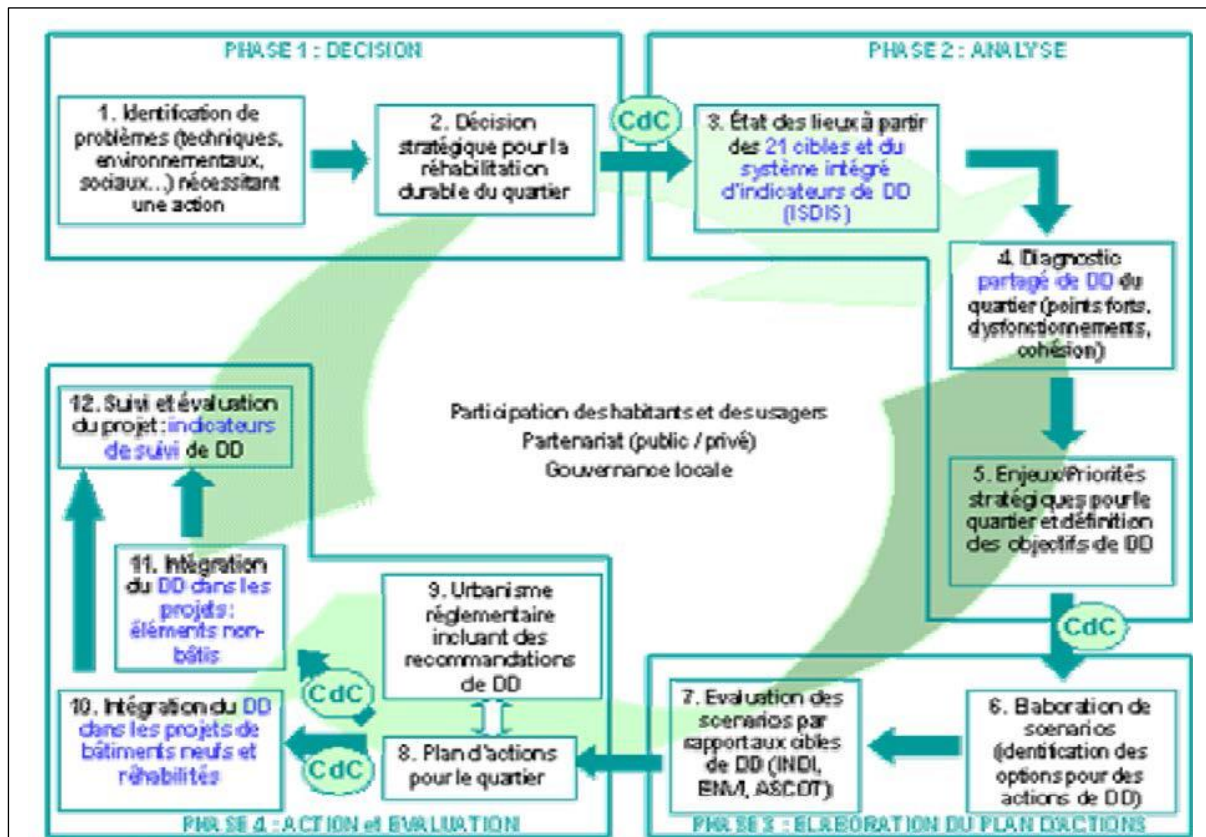 PHASE 1 : DECISION
1. Identification de
problèmes (techniques,
environnementaux,
sociaux...) nécessitant
une action
2. Décision
stratégique pour la
réhabilitation
durable du quartier
CdC
PHASE 2 : ANALYSE
3. État des lieux à partir
des 21 cibles et du
système intégré
d'indicateurs de DD
(ISDIS)
4. Diagnostic
partagé de DD du
quartier (points forts,
dysfonctionnements,
cohésion)
5. Enjeux/Priorités
stratégiques pour le
quartier et définition
des objectifs de DD
CdC
Participation des habitants et des usagers
Partenariat (public / privé)
Gouvernance locale
6. Elaboration de
scenarios
(identification des
options pour des
actions de DD)
7. Evaluation des
scenarios par
rapport aux cibles
de DD (INDI,
ENVI, ASCOT)
PHASE 3 : ELABORATION DU PLAN D'ACTIONS
8. Plan d'actions
pour le quartier
9. Urbanisme
réglementaire
incluant des
recommandations
de DD
CdC
CdC
10. Intégration du DD
dans les projets de
bâtiments neufs et
réhabilités
11. Intégration
du DD dans les
projets :
éléments non-
bâtis
12. Suivi et évaluation
du projet : indicateurs
de suivi de DD
PHASE 4 : ACTION et EVALUATION